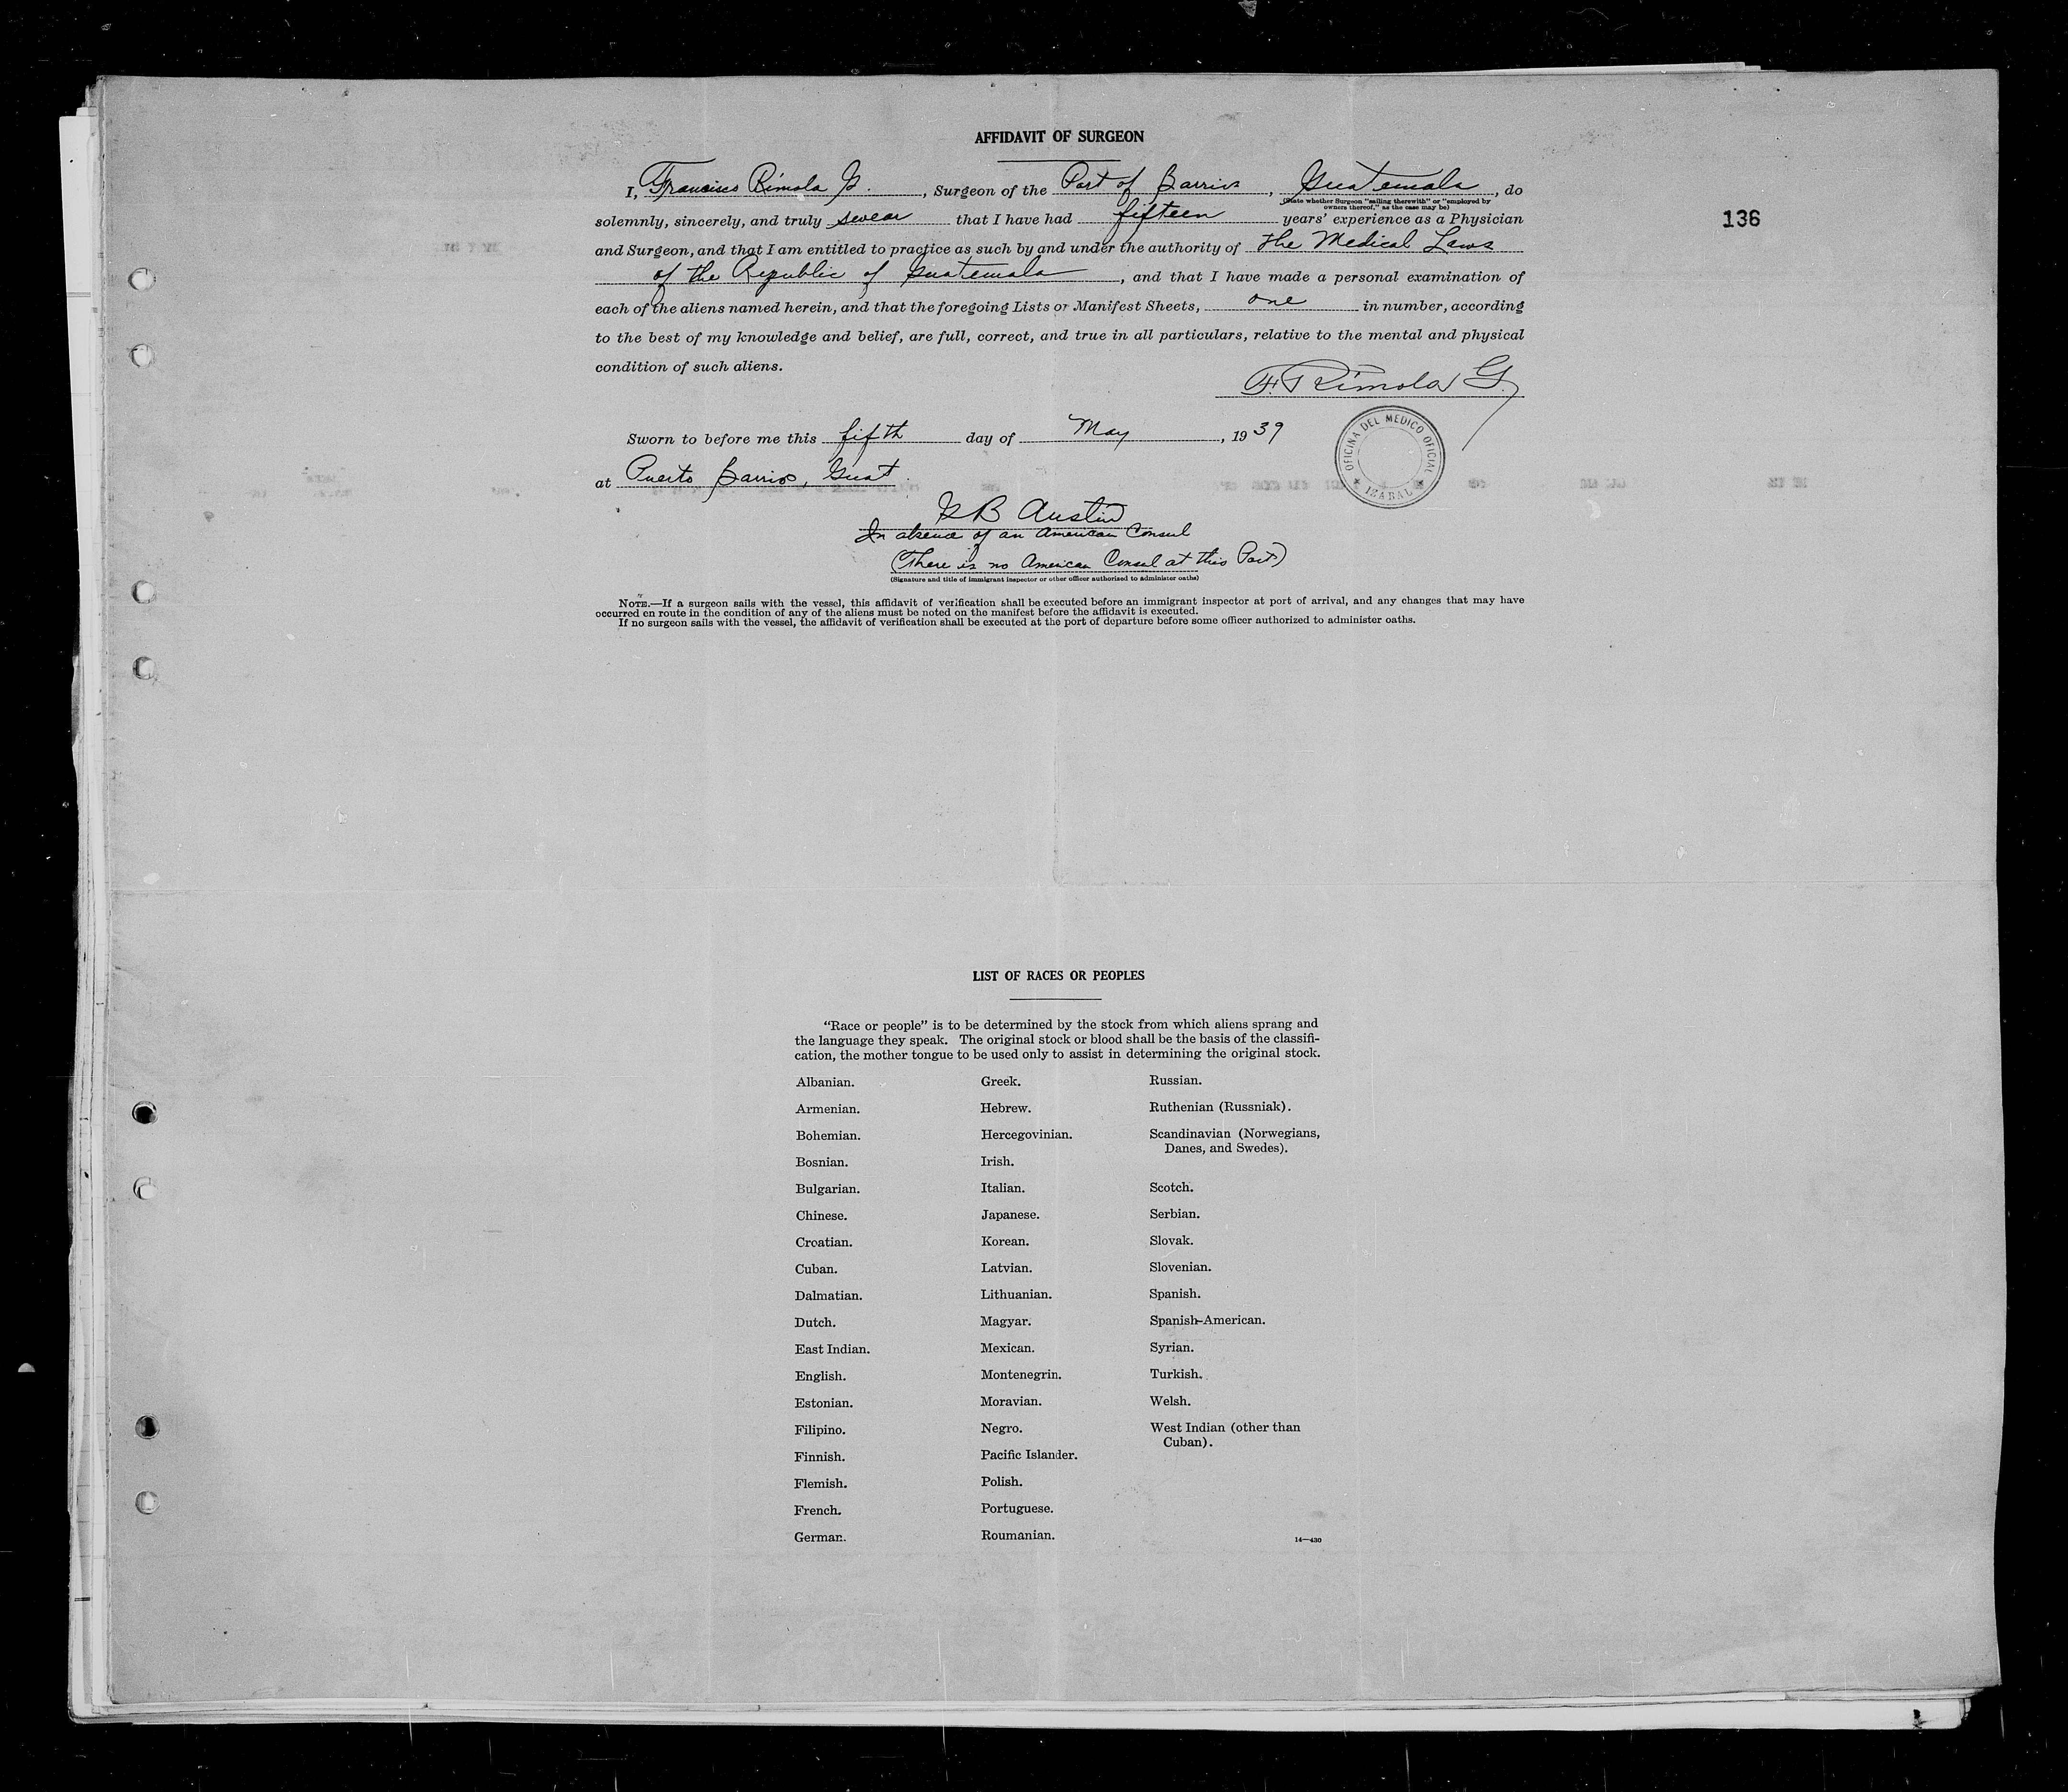 AFFIDAVIT OF SURGEON
I, Francisco Rímola G. , Surgeon of the Port of Barrios , Guatemala , do
(State whether Surgeon "sailing therewith" or "employed by
owners thereof," as the case may be)
solemnly, sincerely, and truly swear that I have had fifteen years' experience as a Physician
136
and Surgeon, and that I am entitled to practice as such by and under the authority of the Medical Laws
of the Republic of Guatemala , and that I have made a personal examination of
each of the aliens named herein, and that the foregoing Lists or Manifest Sheets, one in number, according
to the best of my knowledge and belief, are full, correct, and true in all particulars, relative to the mental and physical
condition of such aliens.
F. Rímola G.
OFICINA DEL MEDICO OFICIAL
IZABAL
Sworn to before me this fifth day of May , 1939
at Puerto Barrios, Guat.
GB Austin
In absence of an American Consul
(There is no American Consul at this Port)
(Signature and title of immigrant inspector or other officer authorized to administer oaths)
NOTE.—If a surgeon sails with the vessel, this affidavit of verification shall be executed before an immigrant inspector at port of arrival, and any changes that may have
occurred en route in the condition of any of the aliens must be noted on the manifest before the affidavit is executed.
If no surgeon sails with the vessel, the affidavit of verification shall be executed at the port of departure before some officer authorized to administer oaths.
LIST OF RACES OR PEOPLES
"Race or people" is to be determined by the stock from which aliens sprang and
the language they speak. The original stock or blood shall be the basis of the classifi-
cation, the mother tongue to be used only to assist in determining the original stock.
Albanian.
Armenian.
Bohemian.
Bosnian.
Bulgarian.
Chinese.
Croatian.
Cuban.
Dalmatian.
Dutch.
East Indian.
English.
Estonian.
Filipino.
Finnish.
Flemish.
French.
German.
Greek.
Hebrew.
Hercegovinian.
Irish.
Italian.
Japanese.
Korean.
Latvian.
Lithuanian.
Magyar.
Mexican.
Montenegrin.
Moravian.
Negro.
Pacific Islander.
Polish.
Portuguese.
Roumanian.
Russian.
Ruthenian (Russniak).
Scandinavian (Norwegians,
Danes, and Swedes).
Scotch.
Serbian.
Slovak.
Slovenian.
Spanish.
Spanish-American.
Syrian.
Turkish.
Welsh.
West Indian (other than
Cuban).
14—430